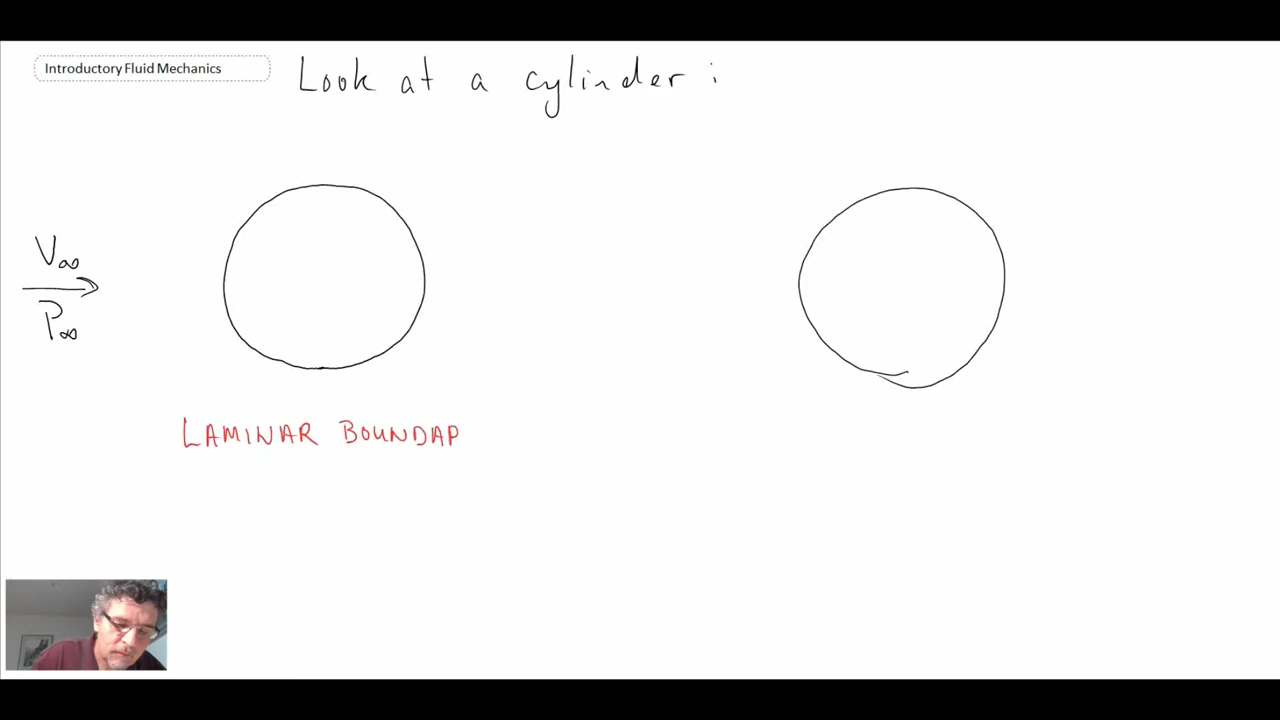 Introductory Fluid Mechanics
Look at a cylinder :
V∞
P∞
LAMINAR BOUNDAP